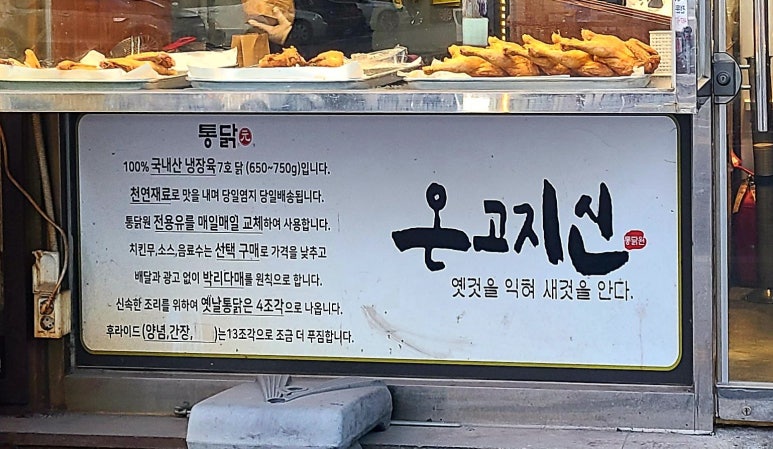 통닭元
100% 국내산 냉장육 7호 닭 (650~750g)입니다.
천연재료로 맛을 내며 당일염지 당일배송됩니다.
통닭원 전용유를 매일매일 교체하여 사용합니다.
치킨무,소스,음료수는 선택 구매로 가격을 낮추고
배달과 광고 없이 박리다매를 원칙으로 합니다.
신속한 조리를 위하여 옛날통닭은 4조각으로 나옵니다.
후라이드(양념,간장, )는13조각으로 조금 더 푸짐합니다.
온고지신
통닭원
옛것을 익혀 새것을 안다.